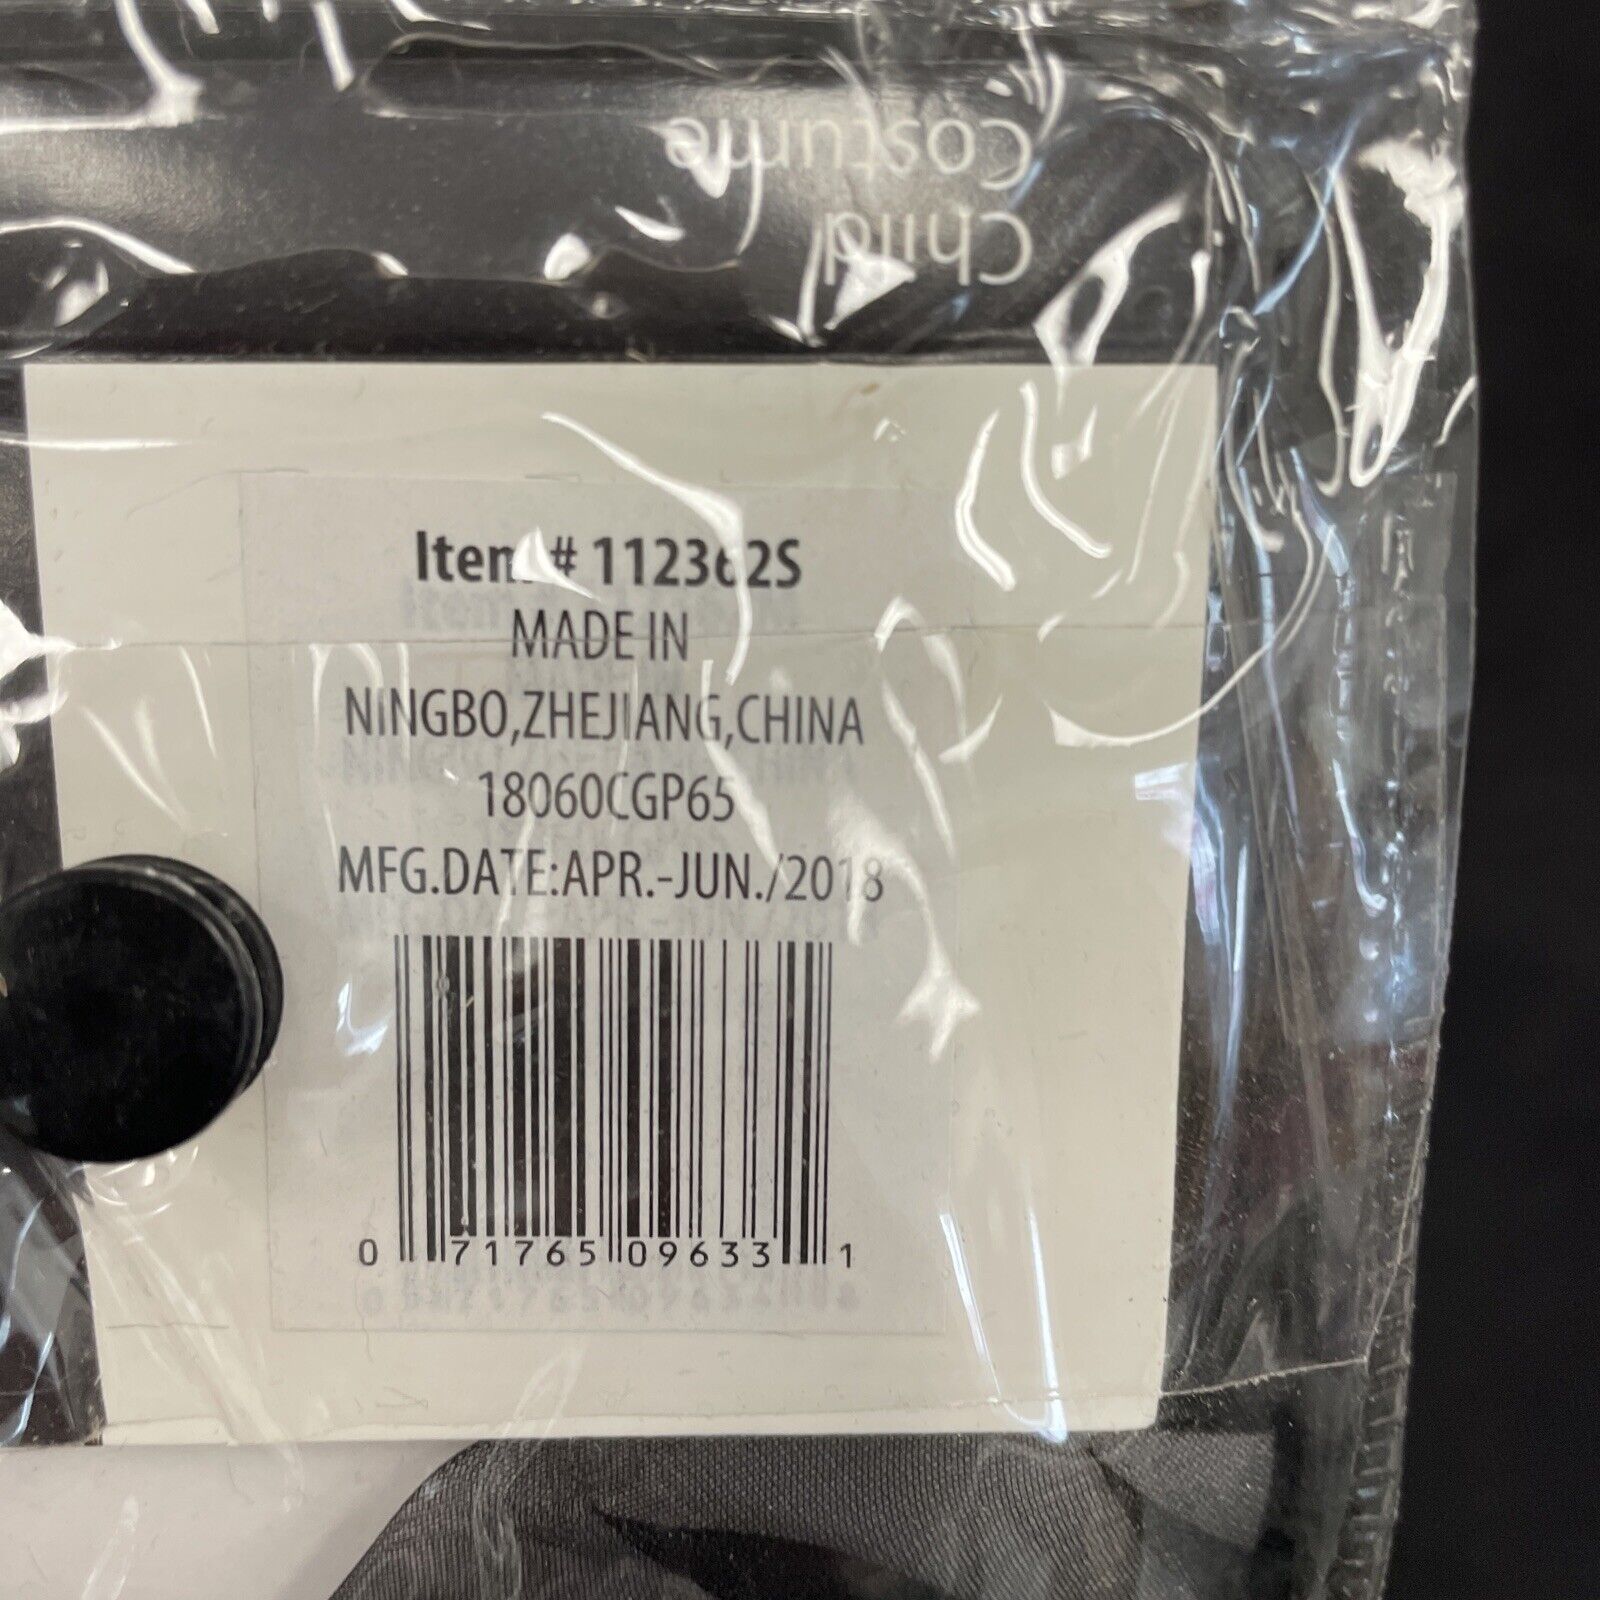 Child
Costume
Item # 112362S
MADE IN
NINGBO,ZHEJIANG,CHINA
18060CGP65
MFG.DATE:APR.-JUN./2018
0 71765 09633 1